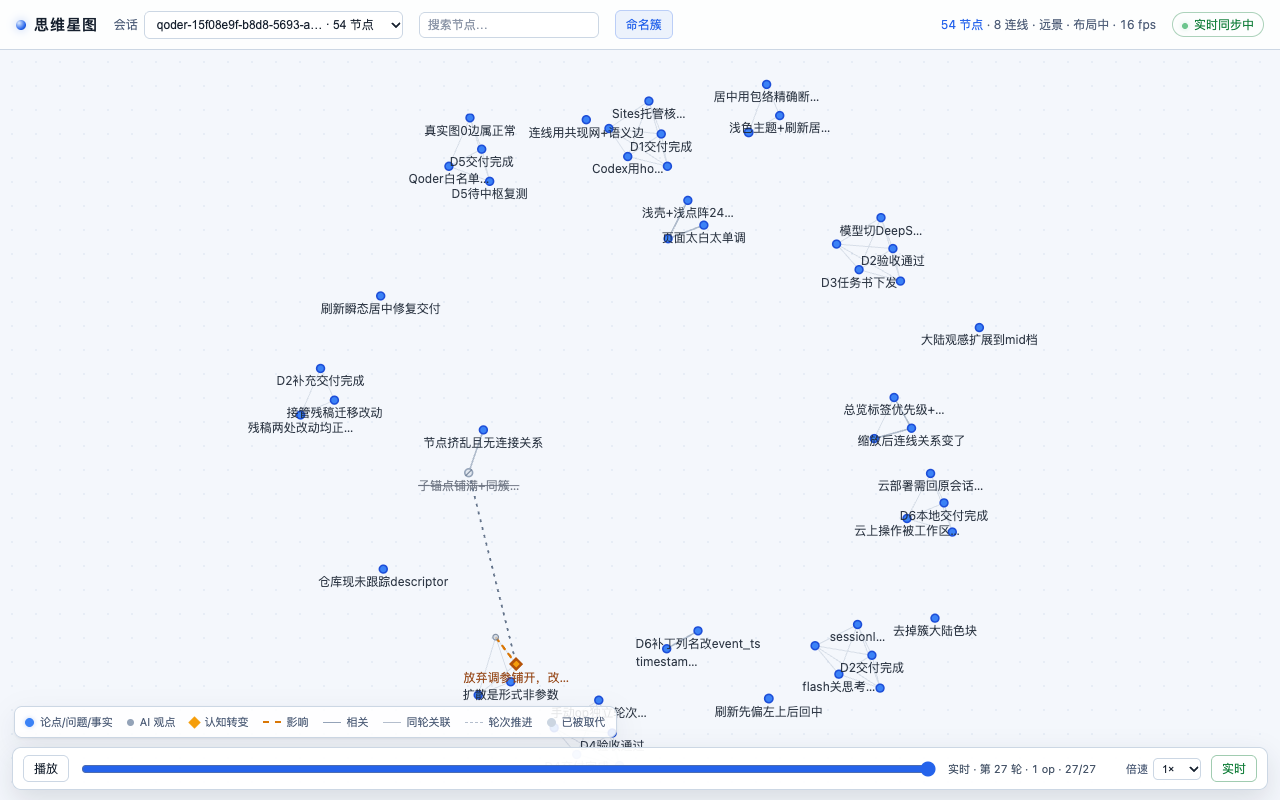 思维星图
会话
qoder-15f08e9f-b8d8-5693-a… · 54 节点
搜索节点…
命名簇
54 节点 · 8 连线 · 远景 · 布局中 · 16 fps
实时同步中
居中用包络精确断…
浅色主题+刷新居…
Sites托管核…
连线用共现网+语义边
D1交付完成
Codex用ho…
真实图0边属正常
D5交付完成
Qoder白名单…
D5待中枢复测
浅壳+浅点阵24…
页面太白太单调
模型切DeepS…
D2验收通过
D3任务书下发
刷新瞬态居中修复交付
大陆观感扩展到mid档
D2补充交付完成
接管残稿迁移改动
残稿两处改动均正…
总览标签优先级+…
缩放后连线关系变了
节点挤乱且无连接关系
子锚点铺潮+同簇…
云部署需回原会话…
D6本地交付完成
云上操作被工作区…
仓库现未跟踪descriptor
D6补丁列名改event_ts
timestam…
sessionI…
去掉簇大陆色块
D2交付完成
flash关思考…
放弃调参铺开，改…
扩散是形式非参数
刷新先偏左上后回中
轮次…
D4验收通过
论点/问题/事实
AI 观点
认知转变
影响
相关
同轮关联
轮次推进
已被取代
播放
实时 · 第 27 轮 · 1 op · 27/27
倍速
1×
实时